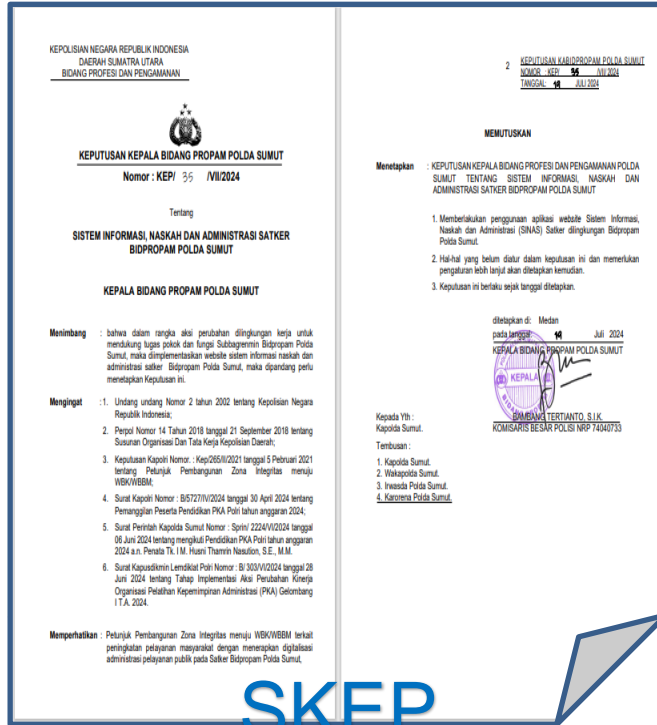 KEPOLISIAN NEGARA REPUBLIK INDONESIA
DAERAH SUMATRA UTARA
BIDANG PROFESI DAN PENGAMANAN
KEPUTUSAN KEPALA BIDANG PROPAM POLDA SUMUT
Nomor : KEP/ 35 /VII/2024
Tentang
SISTEM INFORMASI, NASKAH DAN ADMINISTRASI SATKER
BIDPROPAM POLDA SUMUT
KEPALA BIDANG PROPAM POLDA SUMUT
Menimbang : bahwa dalam rangka aksi perubahan dilingkungan kerja untuk
mendukung tugas pokok dan fungsi Subbagrenmin Bidpropam Polda
Sumut, maka diimplementasikan website sistem informasi naskah dan
administrasi satker Bidpropam Polda Sumut, maka dipandang perlu
menetapkan Keputusan ini.
Mengingat : 1. Undang undang Nomor 2 tahun 2002 tentang Kepolisian Negara
Republik Indonesia;
2. Perpol Nomor 14 Tahun 2018 tanggal 21 September 2018 tentang
Susunan Organisasi Dan Tata Kerja Kepolisian Daerah;
3. Keputusan Kapolri Nomor. : Kep/265/II/2021 tanggal 5 Pebruari 2021
tentang Petunjuk Pembangunan Zona Integritas menuju
WBK/WBBM;
4. Surat Kapolri Nomor : B/5727/IV/2024 tanggal 30 April 2024 tentang
Pemanggilan Peserta Pendidikan PKA Polri tahun anggaran 2024;
5. Surat Perintah Kapolda Sumut Nomor : Sprin/ 2224/VI/2024 tanggal
06 Juni 2024 tentang mengikuti Pendidikan PKA Polri tahun anggaran
2024 a.n. Penata Tk. I M. Husni Thamrin Nasution, S.E., M.M.
6. Surat Kapusdikmin Lemdiklat Polri Nomor : B/ 303/VI/2024 tanggal 28
Juni 2024 tentang Tahap Implementasi Aksi Perubahan Kinerja
Organisasi Pelatihan Kepemimpinan Administrasi (PKA) Gelombang
I T.A. 2024.
Memperhatikan : Petunjuk Pembangunan Zona Integritas menuju WBK/WBBM terkait
peningkatan pelayanan masyarakat dengan menerapkan digitalisasi
administrasi pelayanan publik pada Satker Bidpropam Polda Sumut,
2 KEPUTUSAN KABIDPROPAM POLDA SUMUT
NOMOR : KEP/ 35 /VII/ 2024
TANGGAL: 19 JULI 2024
MEMUTUSKAN
Menetapkan : KEPUTUSAN KEPALA BIDANG PROFESI DAN PENGAMANAN POLDA
SUMUT TENTANG SISTEM INFORMASI, NASKAH DAN
ADMINISTRASI SATKER BIDPROPAM POLDA SUMUT
1. Memberlakukan penggunaan aplikasi website Sistem Informasi,
Naskah dan Administrasi (SINAS) Satker dilingkungan Bidpropam
Polda Sumut.
2. Hal-hal yang belum diatur dalam keputusan ini dan memerlukan
pengaturan lebih lanjut akan ditetapkan kemudian.
3. Keputusan ini berlaku sejak tanggal ditetapkan.
ditetapkan di: Medan
pada tanggal: 19 Juli 2024
KEPALA BIDANG PROPAM POLDA SUMUT
KEPALA
BAMBANG TERTIANTO, S.I.K.
KOMISARIS BESAR POLISI NRP 74040733
Kepada Yth :
Kapolda Sumut.
Tembusan :
1. Kapolda Sumut.
2. Wakapolda Sumut.
3. Irwasda Polda Sumut.
4. Karorena Polda Sumut.
SKEP